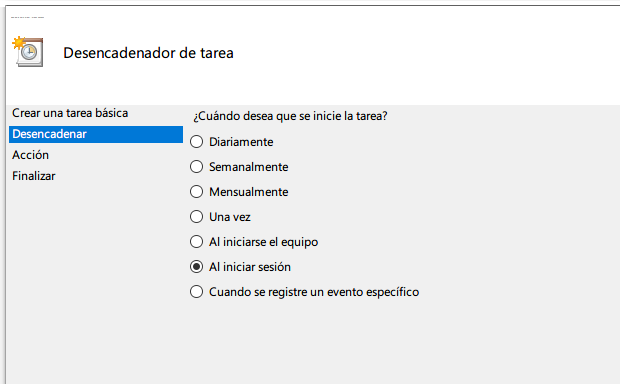 Desencadenador de tarea
Crear una tarea básica
Desencadenar
Acción
Finalizar
¿Cuándo desea que se inicie la tarea?
Diariamente
Semanalmente
Mensualmente
Una vez
Al iniciarse el equipo
Al iniciar sesión
Cuando se registre un evento específico